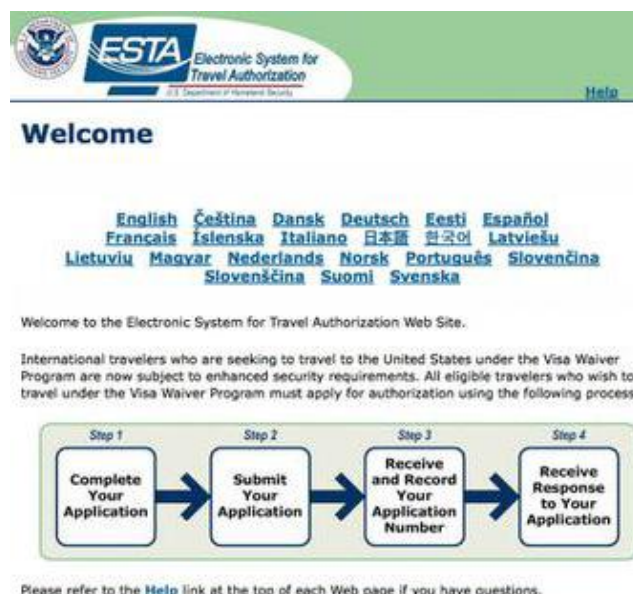 ESTA
Electronic System for
Travel Authorization
U.S. Department of Homeland Security
Help
Welcome
English Čeština Dansk Deutsch Eesti Español
Français Íslenska Italiano 日本語 한국어 Latviešu
Lietuvių Magyar Nederlands Norsk Português Slovenčina
Slovenščina Suomi Svenska
Welcome to the Electronic System for Travel Authorization Web Site.
International travelers who are seeking to travel to the United States under the Visa Waiver
Program are now subject to enhanced security requirements. All eligible travelers who wish to
travel under the Visa Waiver Program must apply for authorization using the following process
Step 1 Step 2 Step 3 Step 4
Complete
Your
Application
Submit
Your
Application
Receive
and Record
Your
Application
Number
Receive
Response
to Your
Application
Please refer to the Help link at the top of each Web page if you have questions.